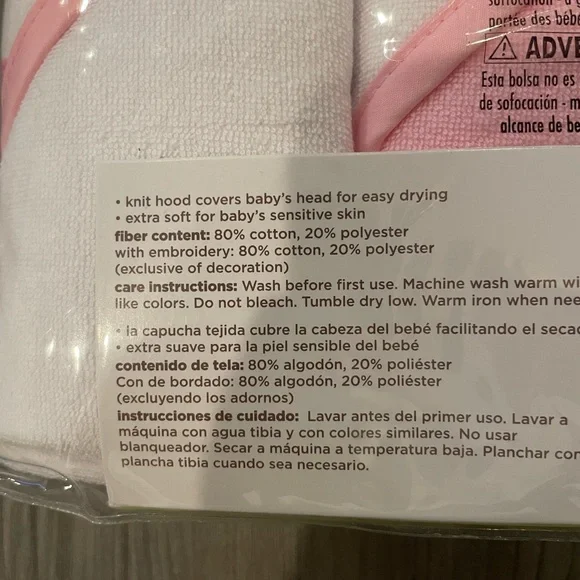 portée des bébé
ADVE
Esta bolsa no es
de sofocación - m
alcance de be
• knit hood covers baby's head for easy drying
• extra soft for baby's sensitive skin
fiber content: 80% cotton, 20% polyester
with embroidery: 80% cotton, 20% polyester
(exclusive of decoration)
care instructions: Wash before first use. Machine wash warm wi
like colors. Do not bleach. Tumble dry low. Warm iron when nee
• la capucha tejida cubre la cabeza del bebé facilitando el secad
• extra suave para la piel sensible del bebé
contenido de tela: 80% algodón, 20% poliéster
Con de bordado: 80% algodón, 20% poliéster
(excluyendo los adornos)
instrucciones de cuidado: Lavar antes del primer uso. Lavar a
máquina con agua tibia y con colores similares. No usar
blanqueador. Secar a máquina a temperatura baja. Planchar con
plancha tibia cuando sea necesario.